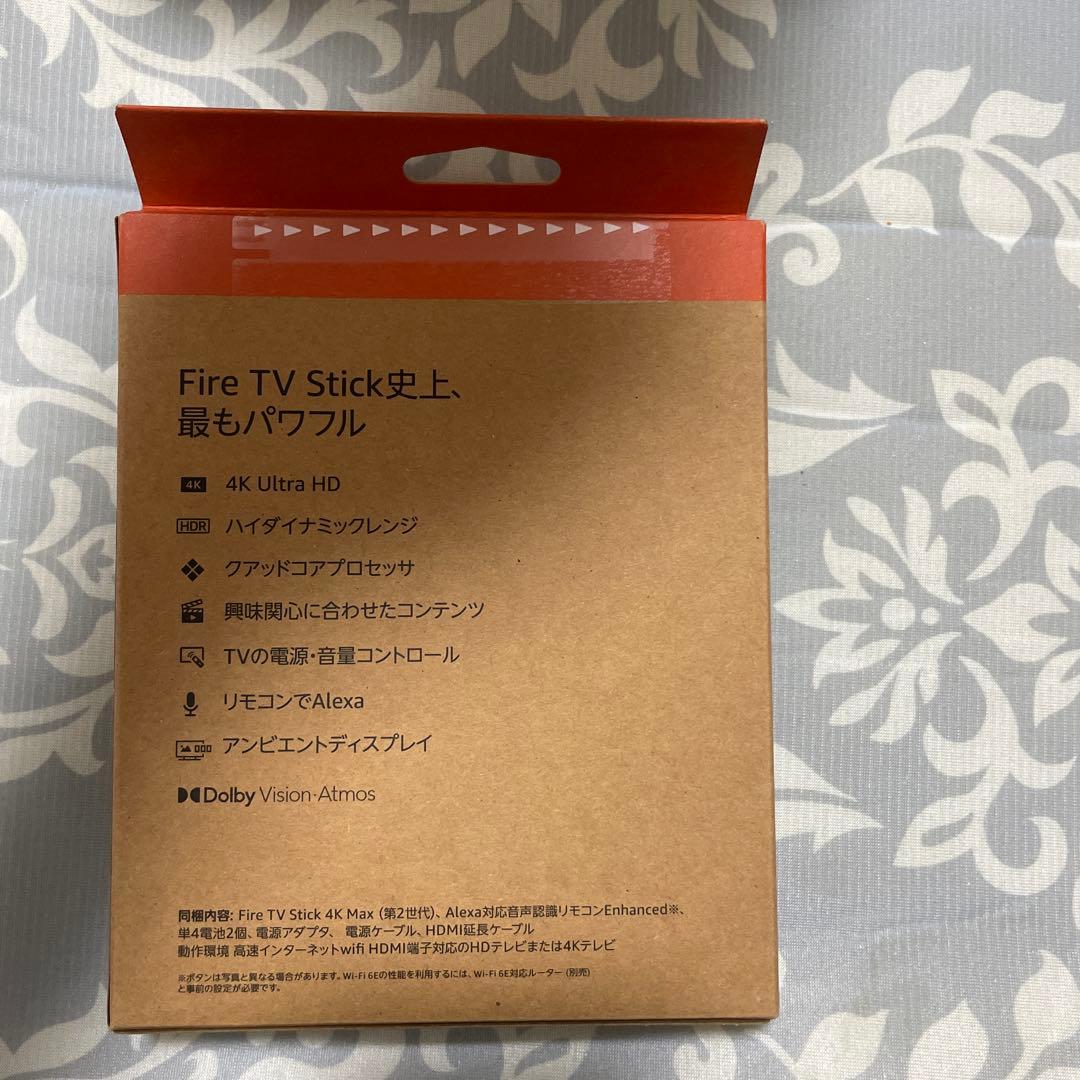 Fire TV Stick史上、
最もパワフル
4K 4K Ultra HD
HDR ハイダイナミックレンジ
クアッドコアプロセッサ
興味関心に合わせたコンテンツ
TVの電源・音量コントロール
リモコンでAlexa
アンビエントディスプレイ
Dolby Vision·Atmos
同梱内容: Fire TV Stick 4K Max (第2世代)、Alexa対応音声認識リモコンEnhanced※、
単4電池2個、電源アダプタ、 電源ケーブル、HDMI延長ケーブル
動作環境 高速インターネットwifi HDMI端子対応のHDテレビまたは4Kテレビ
※ボタンは写真と異なる場合があります。Wi-Fi 6Eの性能を利用するには、Wi-Fi 6E対応ルーター (別売)
と事前の設定が必要です。